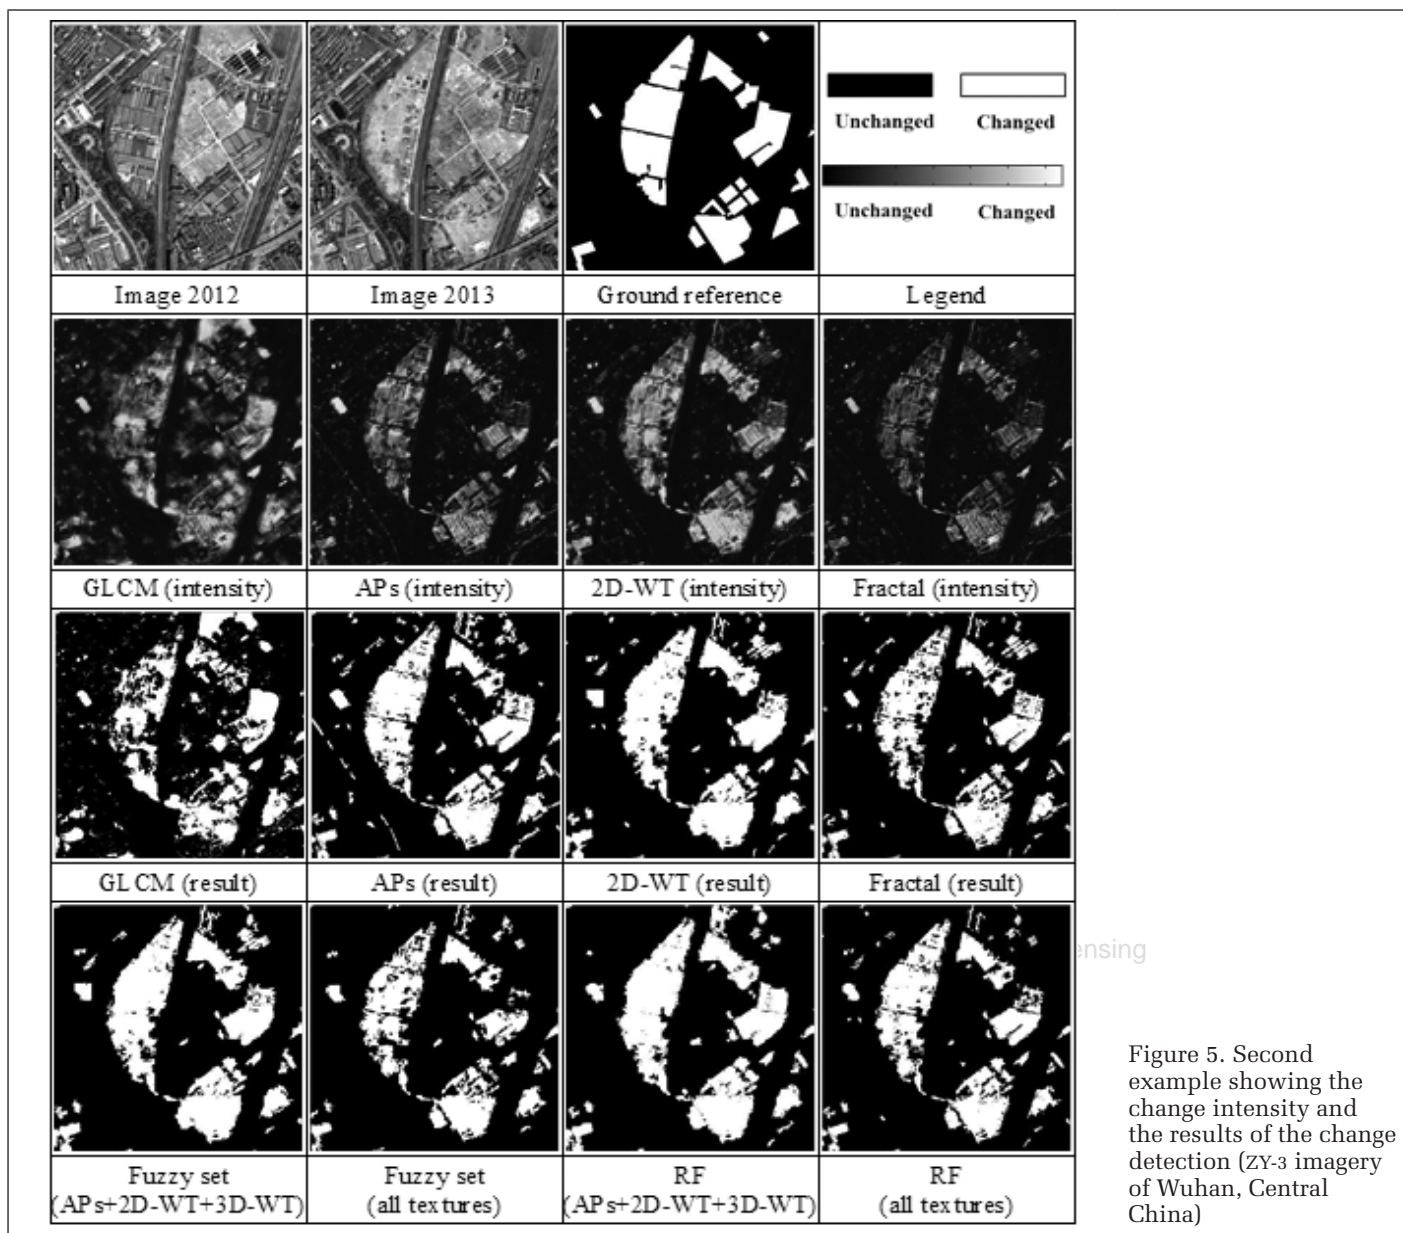 Unchanged Changed
Unchanged Changed
Image 2012 Image 2013 Ground reference Legend
GLCM (intensity) APs (intensity) 2D-WT (intensity) Fractal (intensity)
GLCM (result) APs (result) 2D-WT (result) Fractal (result)
Fuzzy set Fuzzy set RF RF
(APs+2D-WT+3D-WT) (all textures) (APs+2D-WT+3D-WT) (all textures)
ensing
Figure 5. Second
example showing the
change intensity and
the results of the change
detection (ZY-3 imagery
of Wuhan, Central
China)